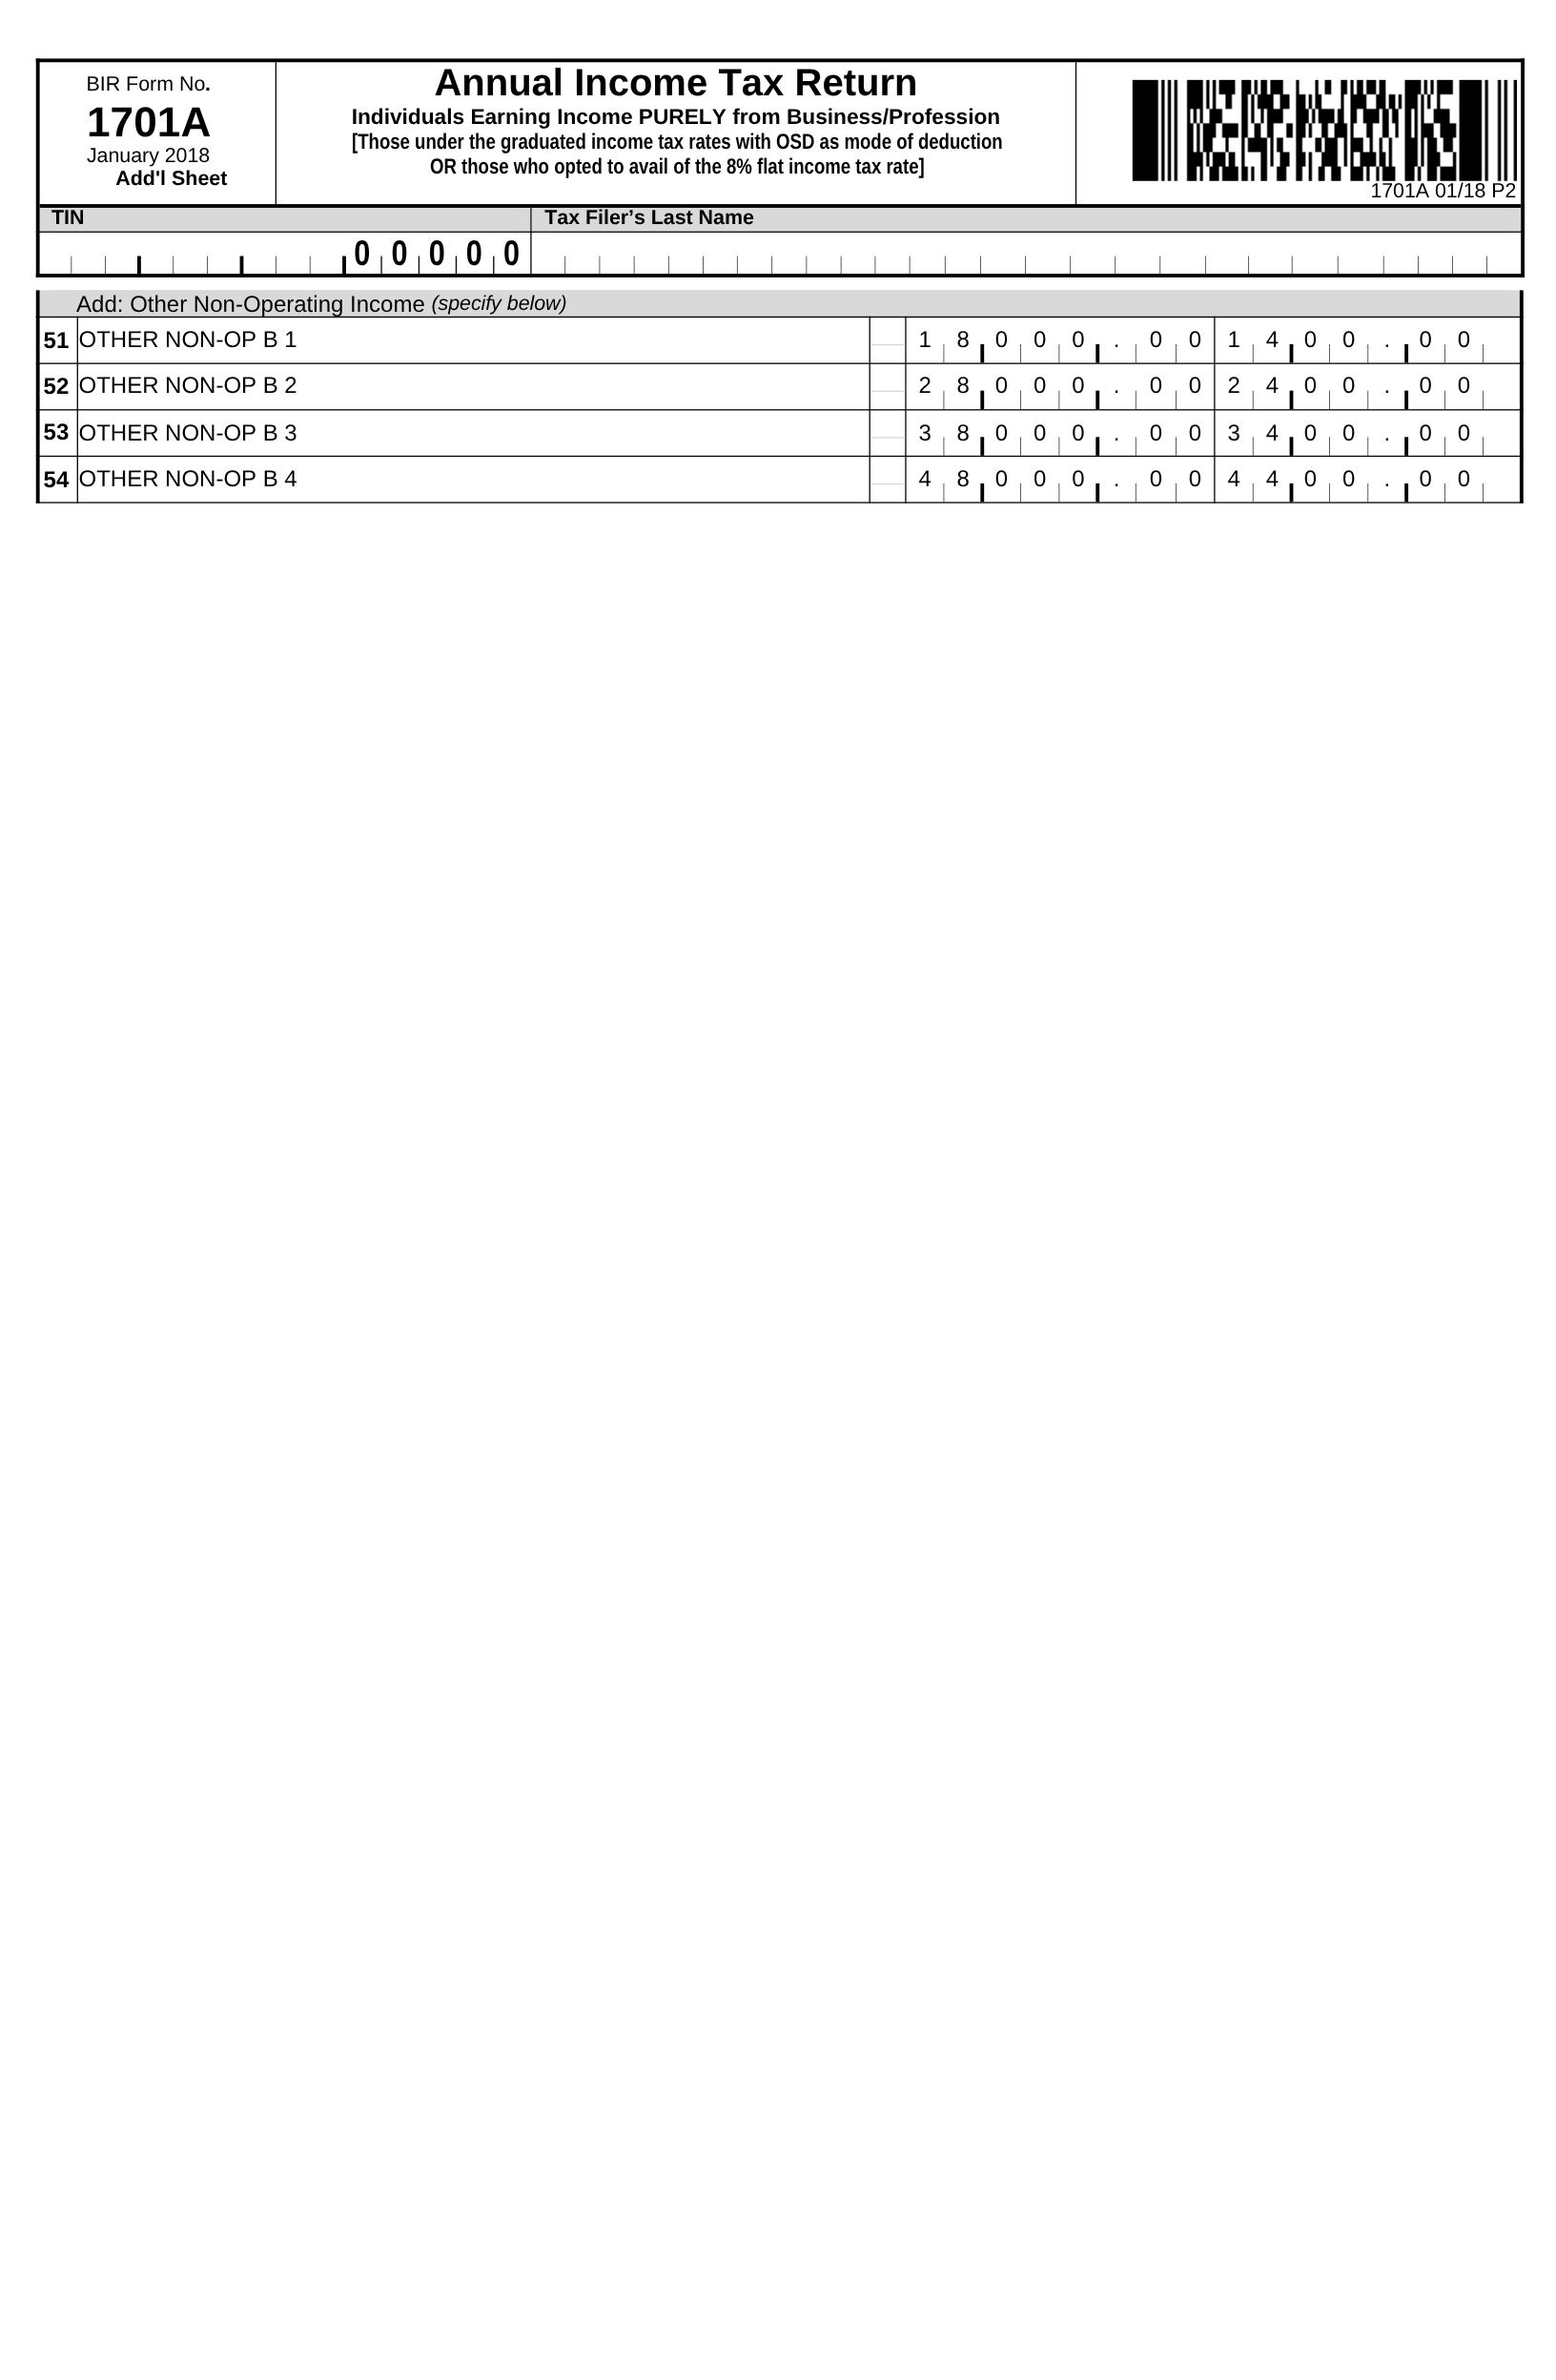 BIR Form No.
1701A
January 2018
Add'l Sheet
Annual Income Tax Return
Individuals Earning Income PURELY from Business/Profession
[Those under the graduated income tax rates with OSD as mode of deduction
OR those who opted to avail of the 8% flat income tax rate]
1701A 01/18 P2
TIN
Tax Filer’s Last Name
0 0 0 0 0
Add: Other Non-Operating Income (specify below)
51 OTHER NON-OP B 1 1 8 0 0 0 . 0 0 1 4 0 0 . 0 0
52 OTHER NON-OP B 2 2 8 0 0 0 . 0 0 2 4 0 0 . 0 0
53 OTHER NON-OP B 3 3 8 0 0 0 . 0 0 3 4 0 0 . 0 0
54 OTHER NON-OP B 4 4 8 0 0 0 . 0 0 4 4 0 0 . 0 0